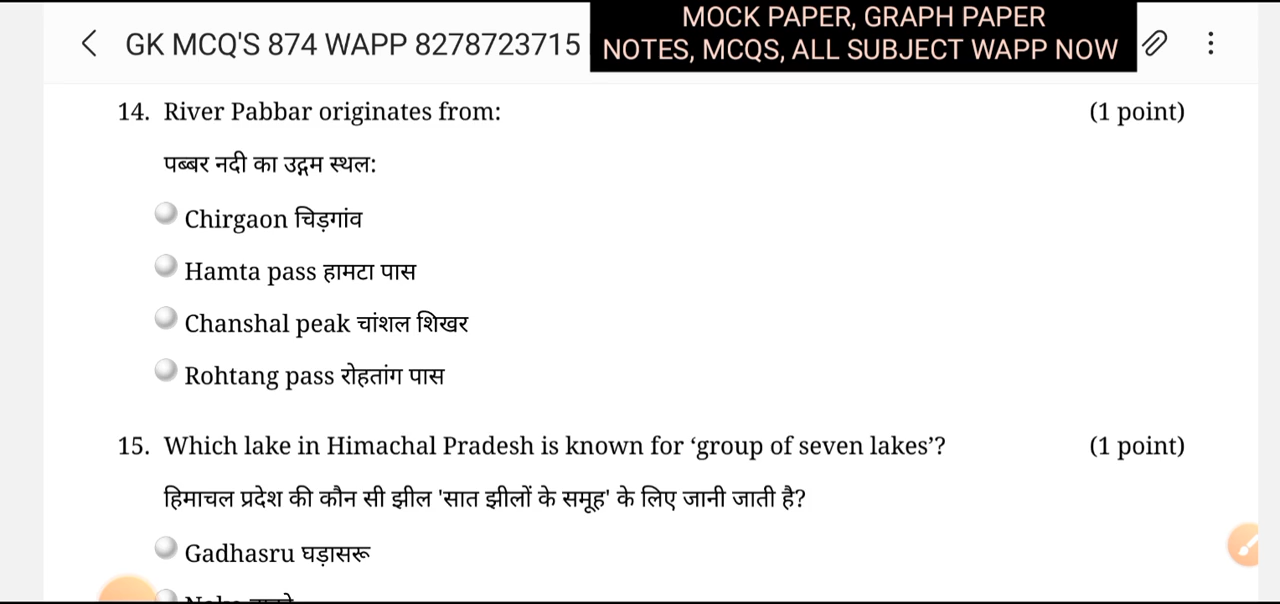 MOCK PAPER, GRAPH PAPER
GK MCQ'S 874 WAPP 8278723715 NOTES, MCQS, ALL SUBJECT WAPP NOW
14. River Pabbar originates from: (1 point)
पब्बर नदी का उद्गम स्थल:
Chirgaon चिड़गांव
Hamta pass हामटा पास
Chanshal peak चांशल शिखर
Rohtang pass रोहतांग पास
15. Which lake in Himachal Pradesh is known for ‘group of seven lakes’? (1 point)
हिमाचल प्रदेश की कौन सी झील 'सात झीलों के समूह' के लिए जानी जाती है?
Gadhasru घड़ासरू